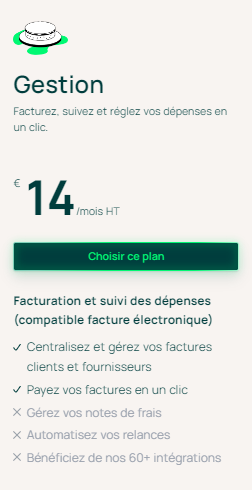 Gestion
Facturez, suivez et réglez vos dépenses en
un clic.
€ 14 /mois HT
Choisir ce plan
Facturation et suivi des dépenses
(compatible facture électronique)
Centralisez et gérez vos factures
clients et fournisseurs
Payez vos factures en un clic
Gérez vos notes de frais
Automatisez vos relances
Bénéficiez de nos 60+ intégrations